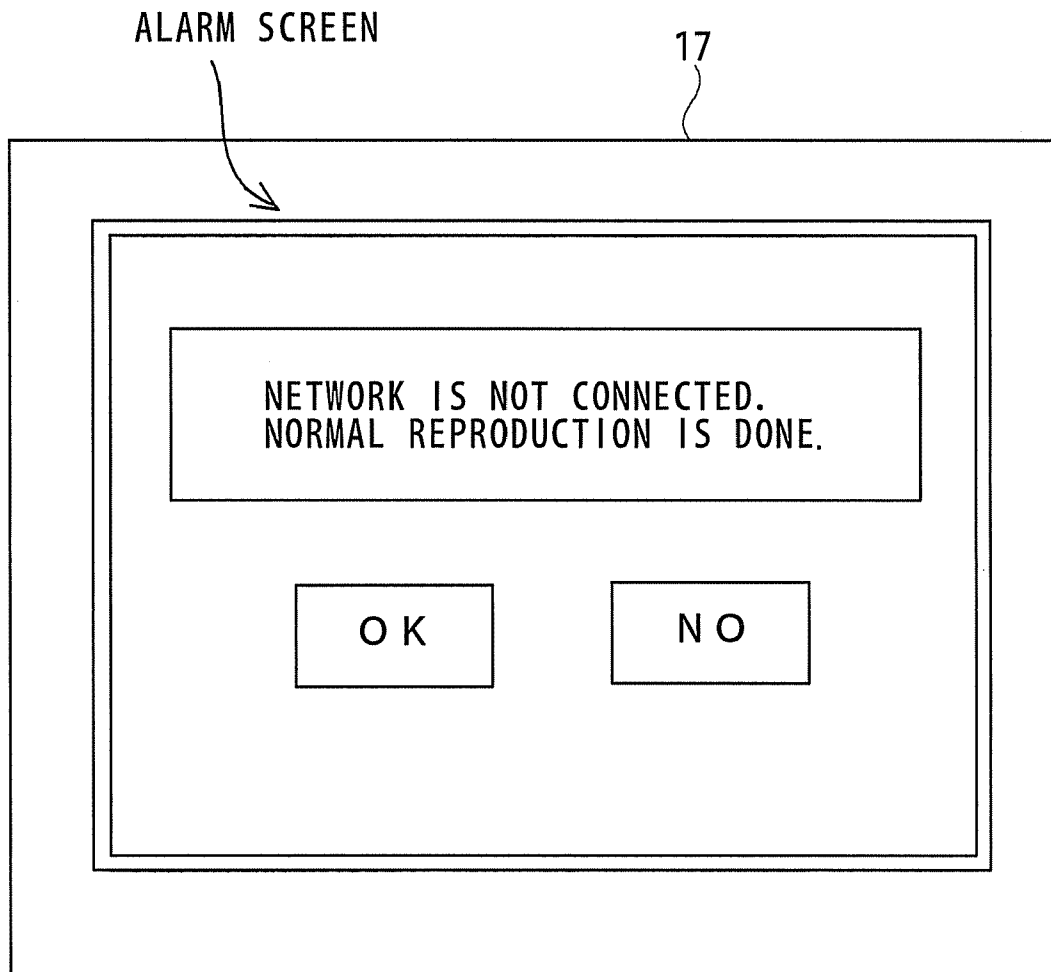 ALARM SCREEN
17
NETWORK IS NOT CONNECTED.
NORMAL REPRODUCTION IS DONE.
OK
NO